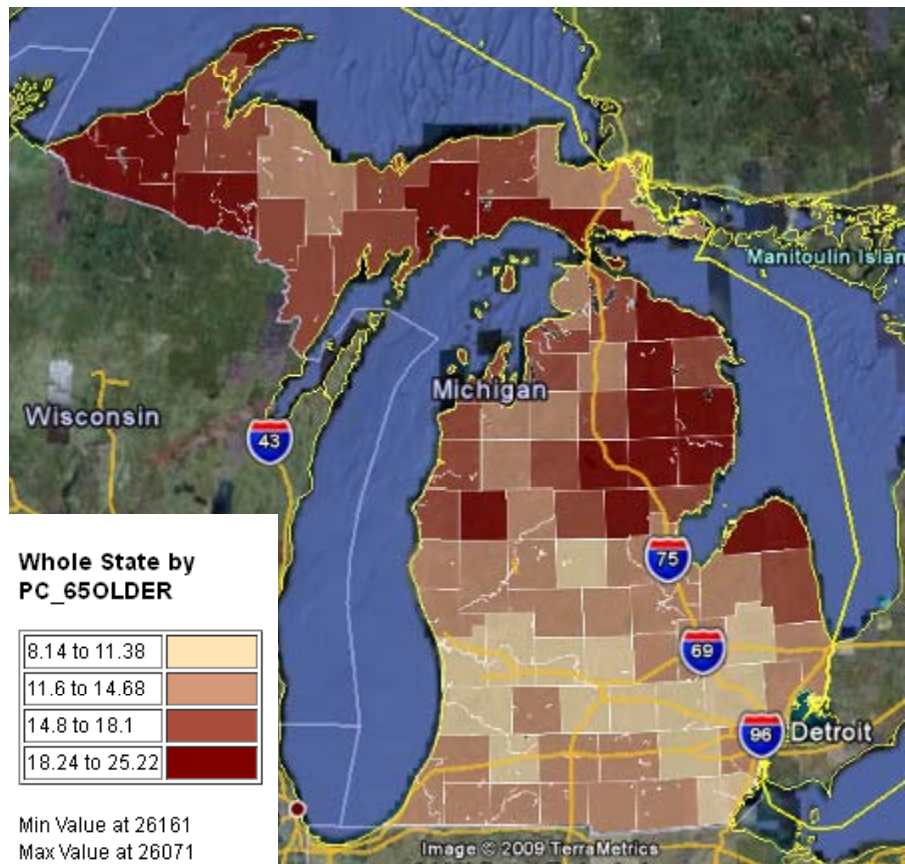 Manitoulin Islan
Michigan
Wisconsin
43
75
69
96
Detroit
Whole State by
PC_65OLDER
8.14 to 11.38
11.6 to 14.68
14.8 to 18.1
18.24 to 25.22
Min Value at 26161
Max Value at 26071
Image © 2009 TerraMetrics